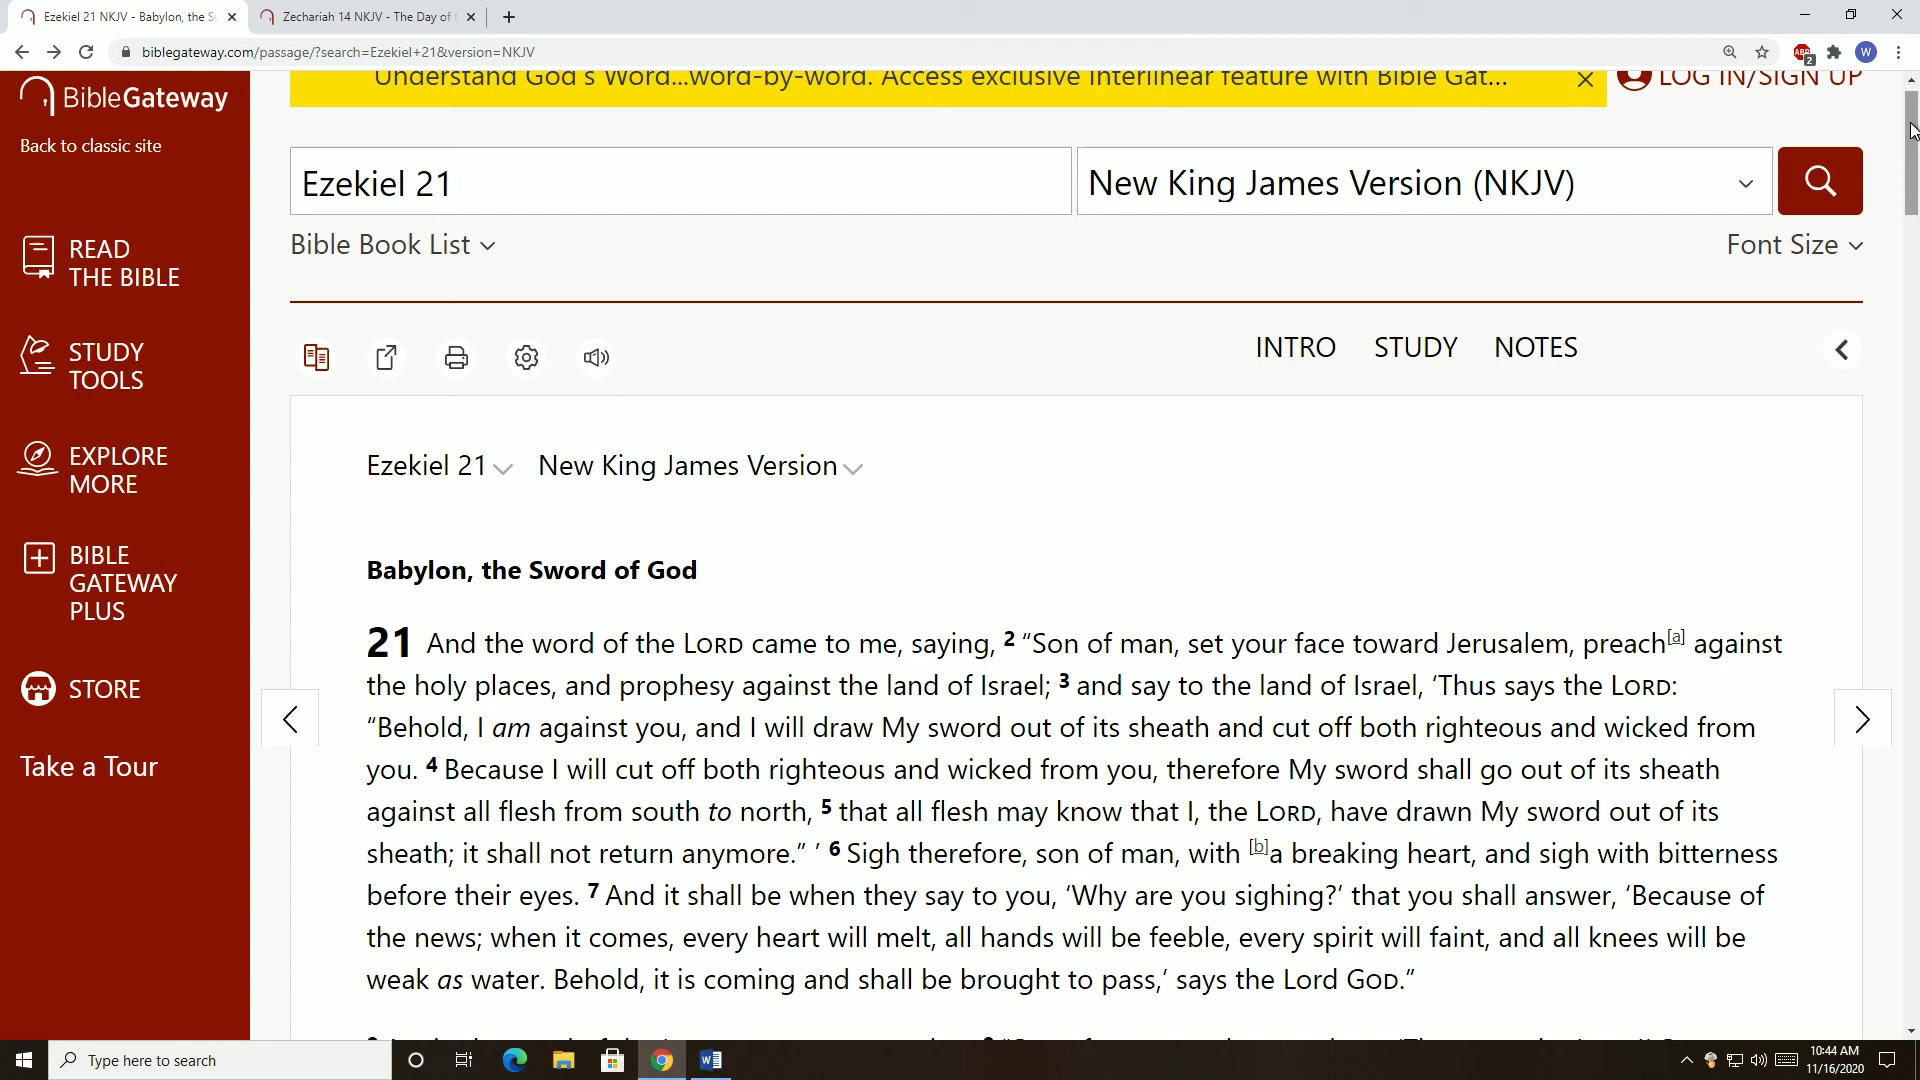 Ezekiel 21 NKJV - Babylon, the S
Zechariah 14 NKJV - The Day of
biblegateway.com/passage/?search=Ezekiel+21&version=NKJV
ABP
2
W
Understand God's Word...word-by-word. Access exclusive interlinear feature with Bible Gat...
LOG IN/SIGN UP
BibleGateway
Back to classic site
READ
THE BIBLE
STUDY
TOOLS
EXPLORE
MORE
BIBLE
GATEWAY
PLUS
STORE
Take a Tour
Ezekiel 21
New King James Version (NKJV)
Bible Book List
Font Size
INTRO STUDY NOTES
Ezekiel 21 New King James Version
Babylon, the Sword of God
21 And the word of the LORD came to me, saying, 2 “Son of man, set your face toward Jerusalem, preach[a] against
the holy places, and prophesy against the land of Israel; 3 and say to the land of Israel, ‘Thus says the LORD:
“Behold, I am against you, and I will draw My sword out of its sheath and cut off both righteous and wicked from
you. 4 Because I will cut off both righteous and wicked from you, therefore My sword shall go out of its sheath
against all flesh from south to north, 5 that all flesh may know that I, the LORD, have drawn My sword out of its
sheath; it shall not return anymore.” ’ 6 Sigh therefore, son of man, with [b]a breaking heart, and sigh with bitterness
before their eyes. 7 And it shall be when they say to you, ‘Why are you sighing?’ that you shall answer, ‘Because of
the news; when it comes, every heart will melt, all hands will be feeble, every spirit will faint, and all knees will be
weak as water. Behold, it is coming and shall be brought to pass,’ says the Lord GOD.”
Type here to search
10:44 AM
11/16/2020